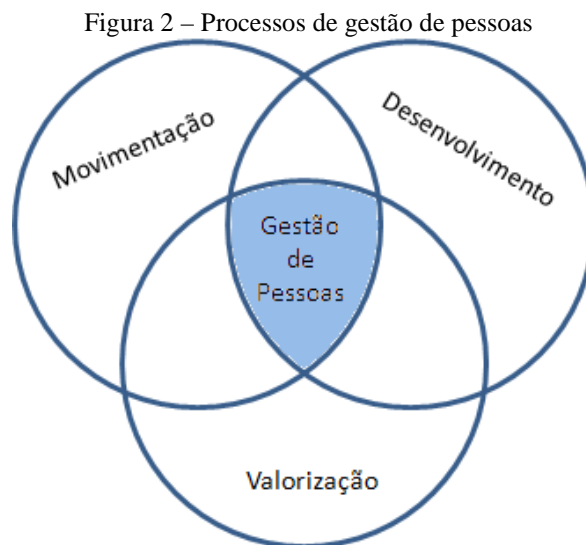 Figura 2 – Processos de gestão de pessoas
Movimentação
Desenvolvimento
Gestão
de
Pessoas
Valorização